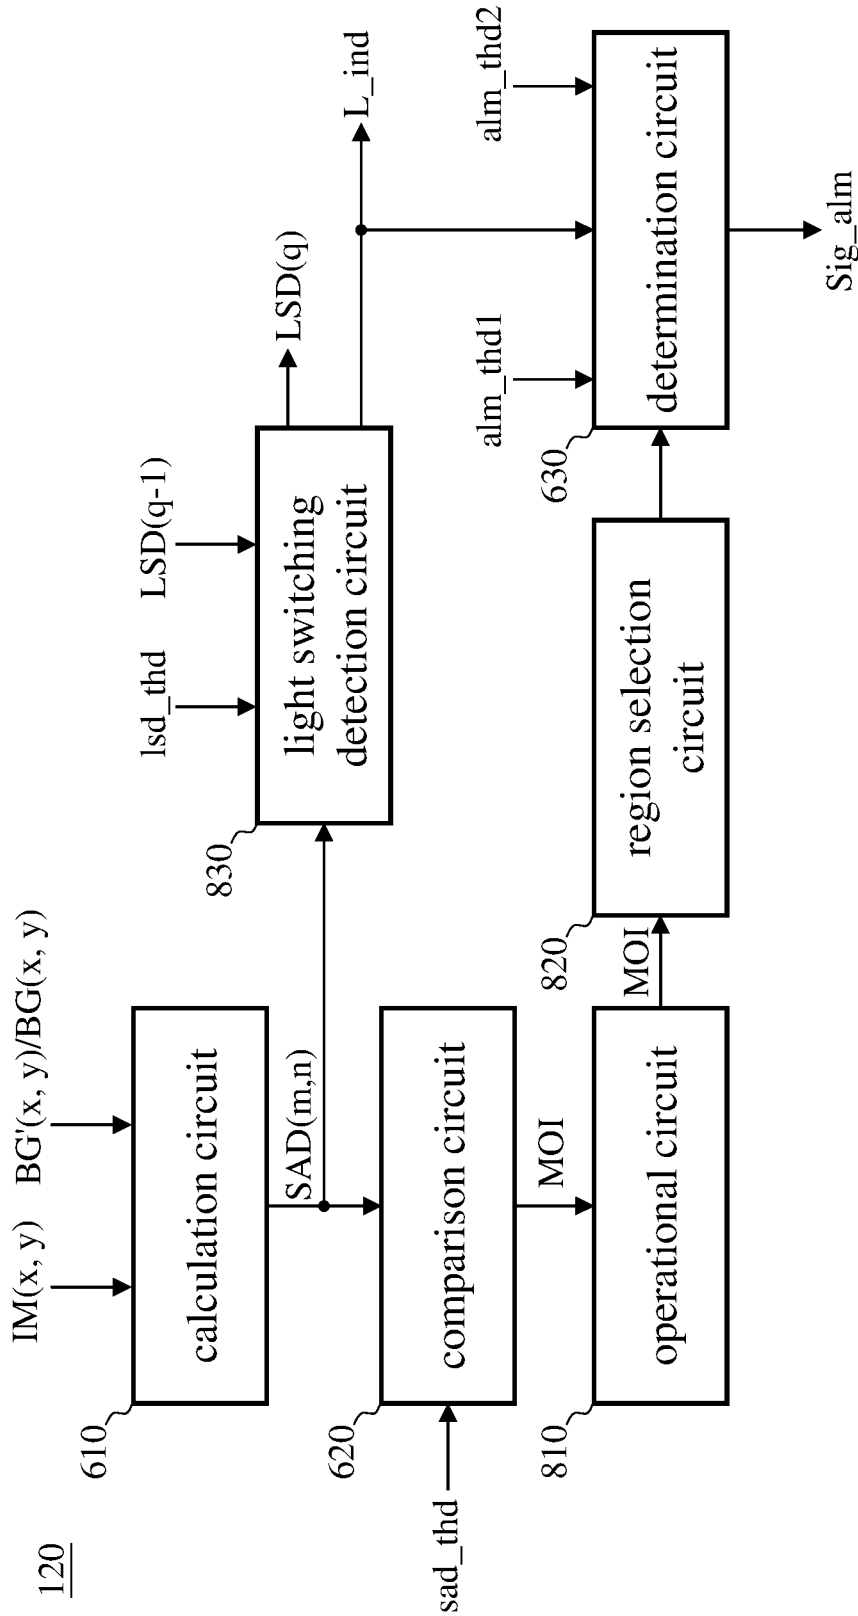 120
IM(x, y)
BG'(x, y)/BG(x, y)
610
calculation circuit
SAD(m,n)
lsd_thd
LSD(q-1)
830
light switching
detection circuit
LSD(q)
L_ind
sad_thd
620
comparison circuit
MOI
810
operational circuit
MOI
820
region selection
circuit
630
alm_thd1
alm_thd2
determination circuit
Sig_alm